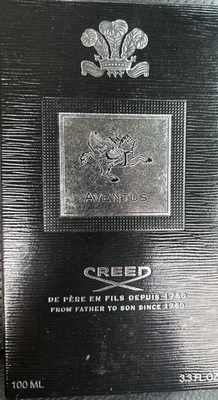 AVENTUS
CREED
DE PÈRE EN FILS DEPUIS 1760
FROM FATHER TO SON SINCE 1760
100 ML
3.3 FL OZ